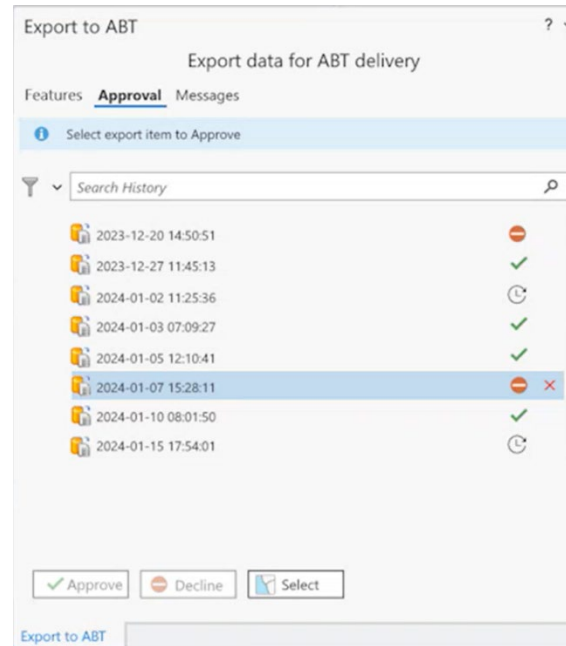 Export to ABT ?
Export data for ABT delivery
Features Approval Messages
Select export item to Approve
Search History
2023-12-20 14:50:51
2023-12-27 11:45:13
2024-01-02 11:25:36
2024-01-03 07:09:27
2024-01-05 12:10:41
2024-01-07 15:28:11
2024-01-10 08:01:50
2024-01-15 17:54:01
Approve Decline Select
Export to ABT